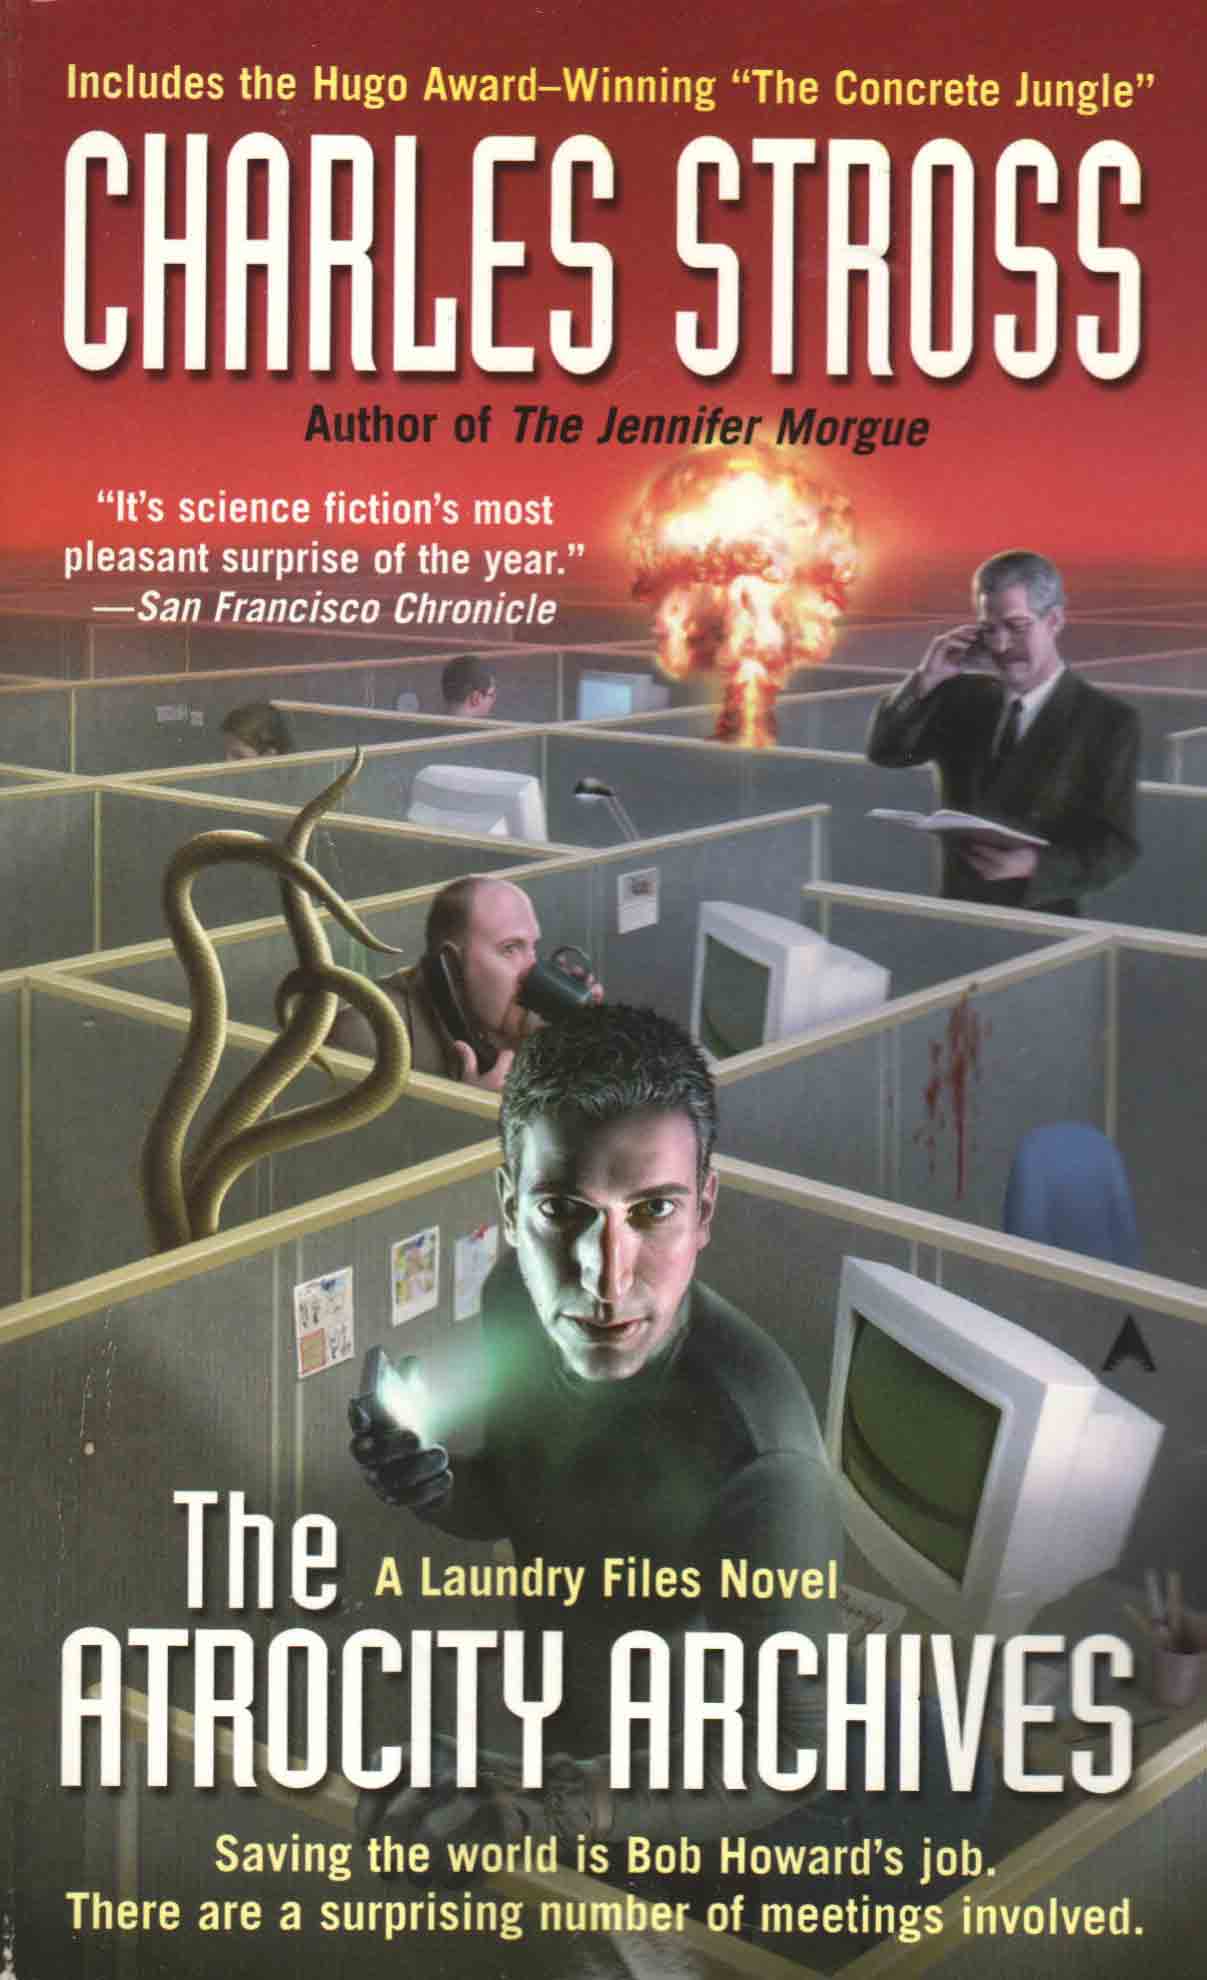 Includes the Hugo Award–Winning “The Concrete Jungle”
CHARLES STROSS
Author of The Jennifer Morgue
“It’s science fiction’s most
pleasant surprise of the year.”
—San Francisco Chronicle
The
A Laundry Files Novel
ATROCITY ARCHIVES
Saving the world is Bob Howard’s job.
There are a surprising number of meetings involved.